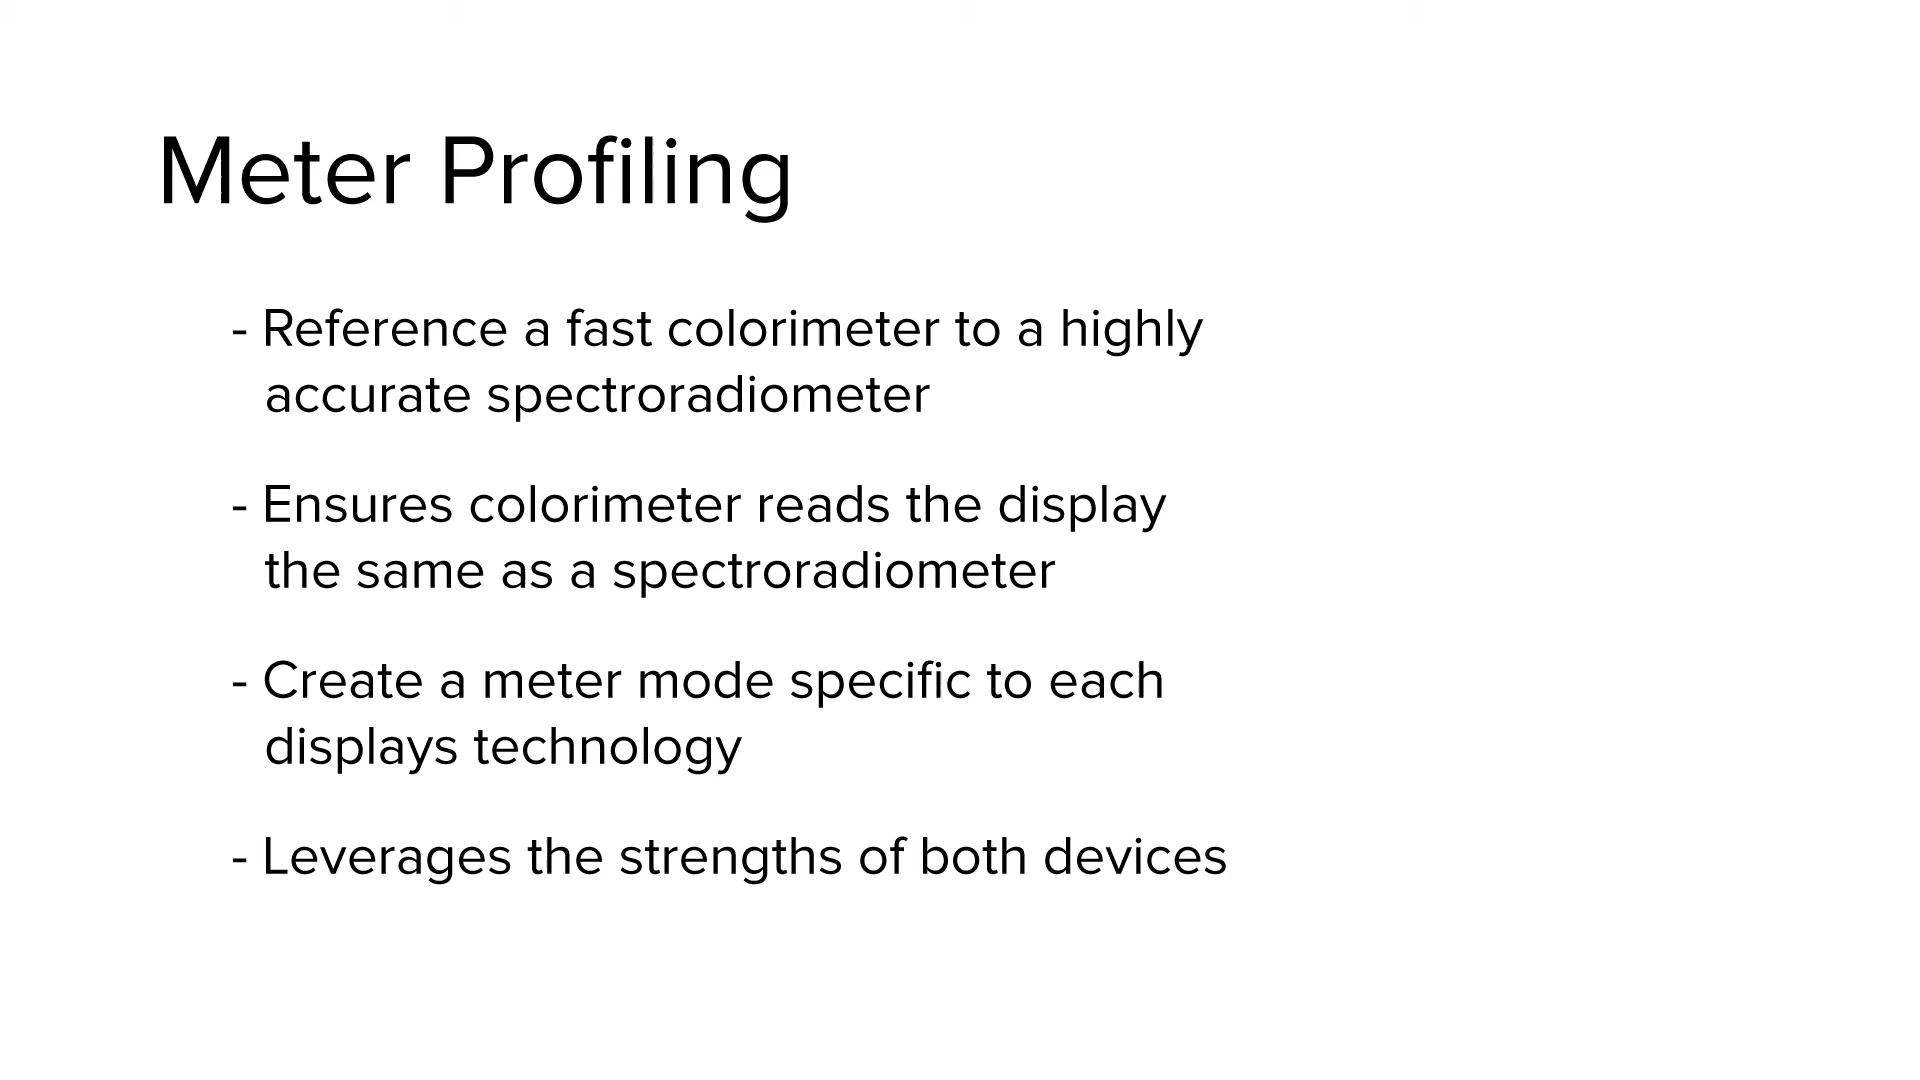 Meter Profiling
- Reference a fast colorimeter to a highly
accurate spectroradiometer
- Ensures colorimeter reads the display
the same as a spectroradiometer
- Create a meter mode specific to each
displays technology
- Leverages the strengths of both devices